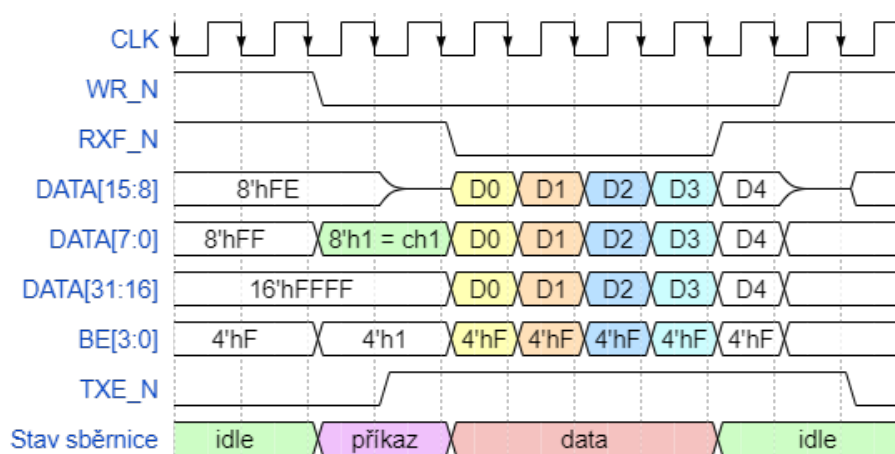 CLK
WR_N
RXF_N
DATA[15:8] 8'hFE D0 D1 D2 D3 D4
DATA[7:0] 8'hFF 8'h1 = ch1 D0 D1 D2 D3 D4
DATA[31:16] 16'hFFFF D0 D1 D2 D3 D4
BE[3:0] 4'hF 4'h1 4'hF 4'hF 4'hF 4'hF 4'hF
TXE_N
Stav sběrnice idle příkaz data idle